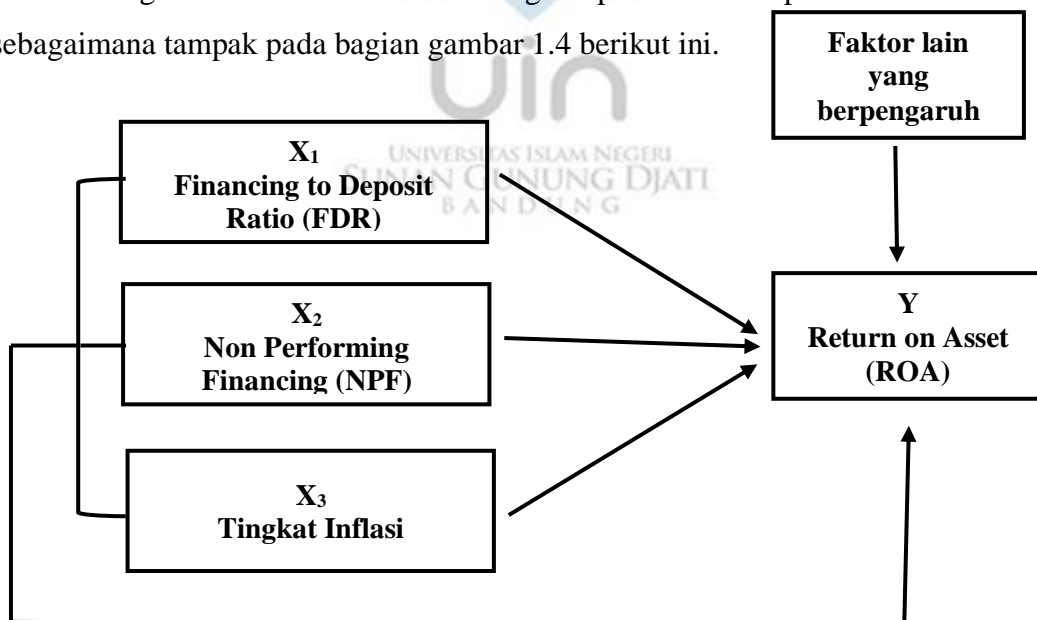 sebagaimana tampak pada bagian gambar 1.4 berikut ini.
Faktor lain
yang
berpengaruh
uin
UNIVERSITAS ISLAM NEGERI
SUNAN GUNUNG DJATI
BANDUNG
X₁
Financing to Deposit
Ratio (FDR)
X₂
Non Performing
Financing (NPF)
Y
Return on Asset
(ROA)
X₃
Tingkat Inflasi